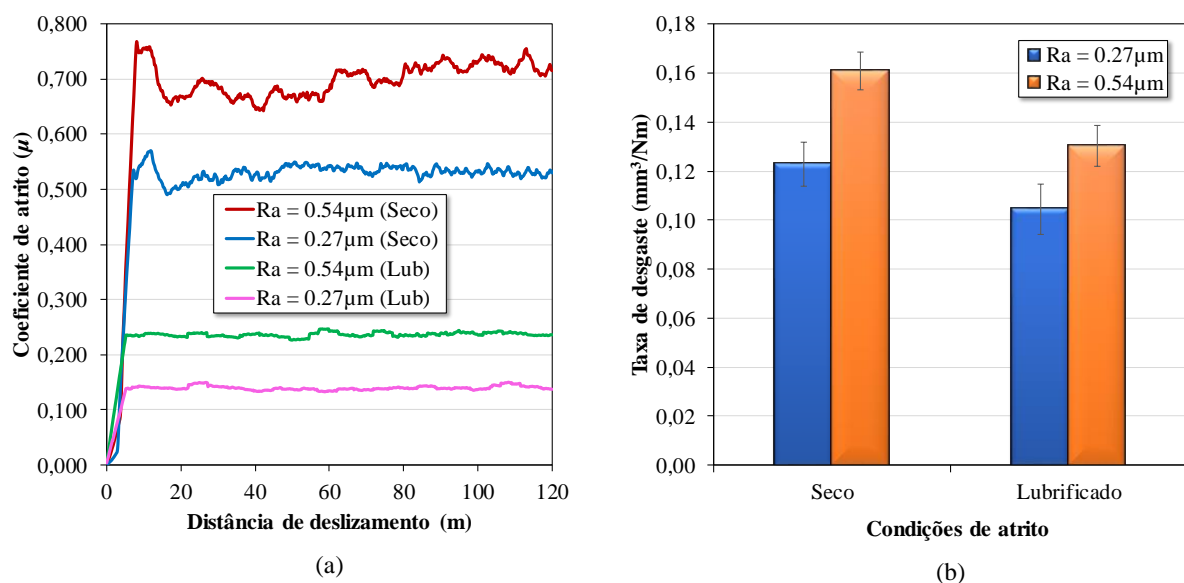 0,800
0,700
0,600
0,500
0,400
0,300
0,200
0,100
0,000
Coeficiente de atrito (µ)
Ra = 0.54µm (Seco)
Ra = 0.27µm (Seco)
Ra = 0.54µm (Lub)
Ra = 0.27µm (Lub)
0 20 40 60 80 100 120
Distância de deslizamento (m)
(a)
0,18
0,16
0,14
0,12
0,10
0,08
0,06
0,04
0,02
0,00
Taxa de desgaste (mm³/Nm)
Ra = 0.27µm
Ra = 0.54µm
Seco Lubrificado
Condições de atrito
(b)